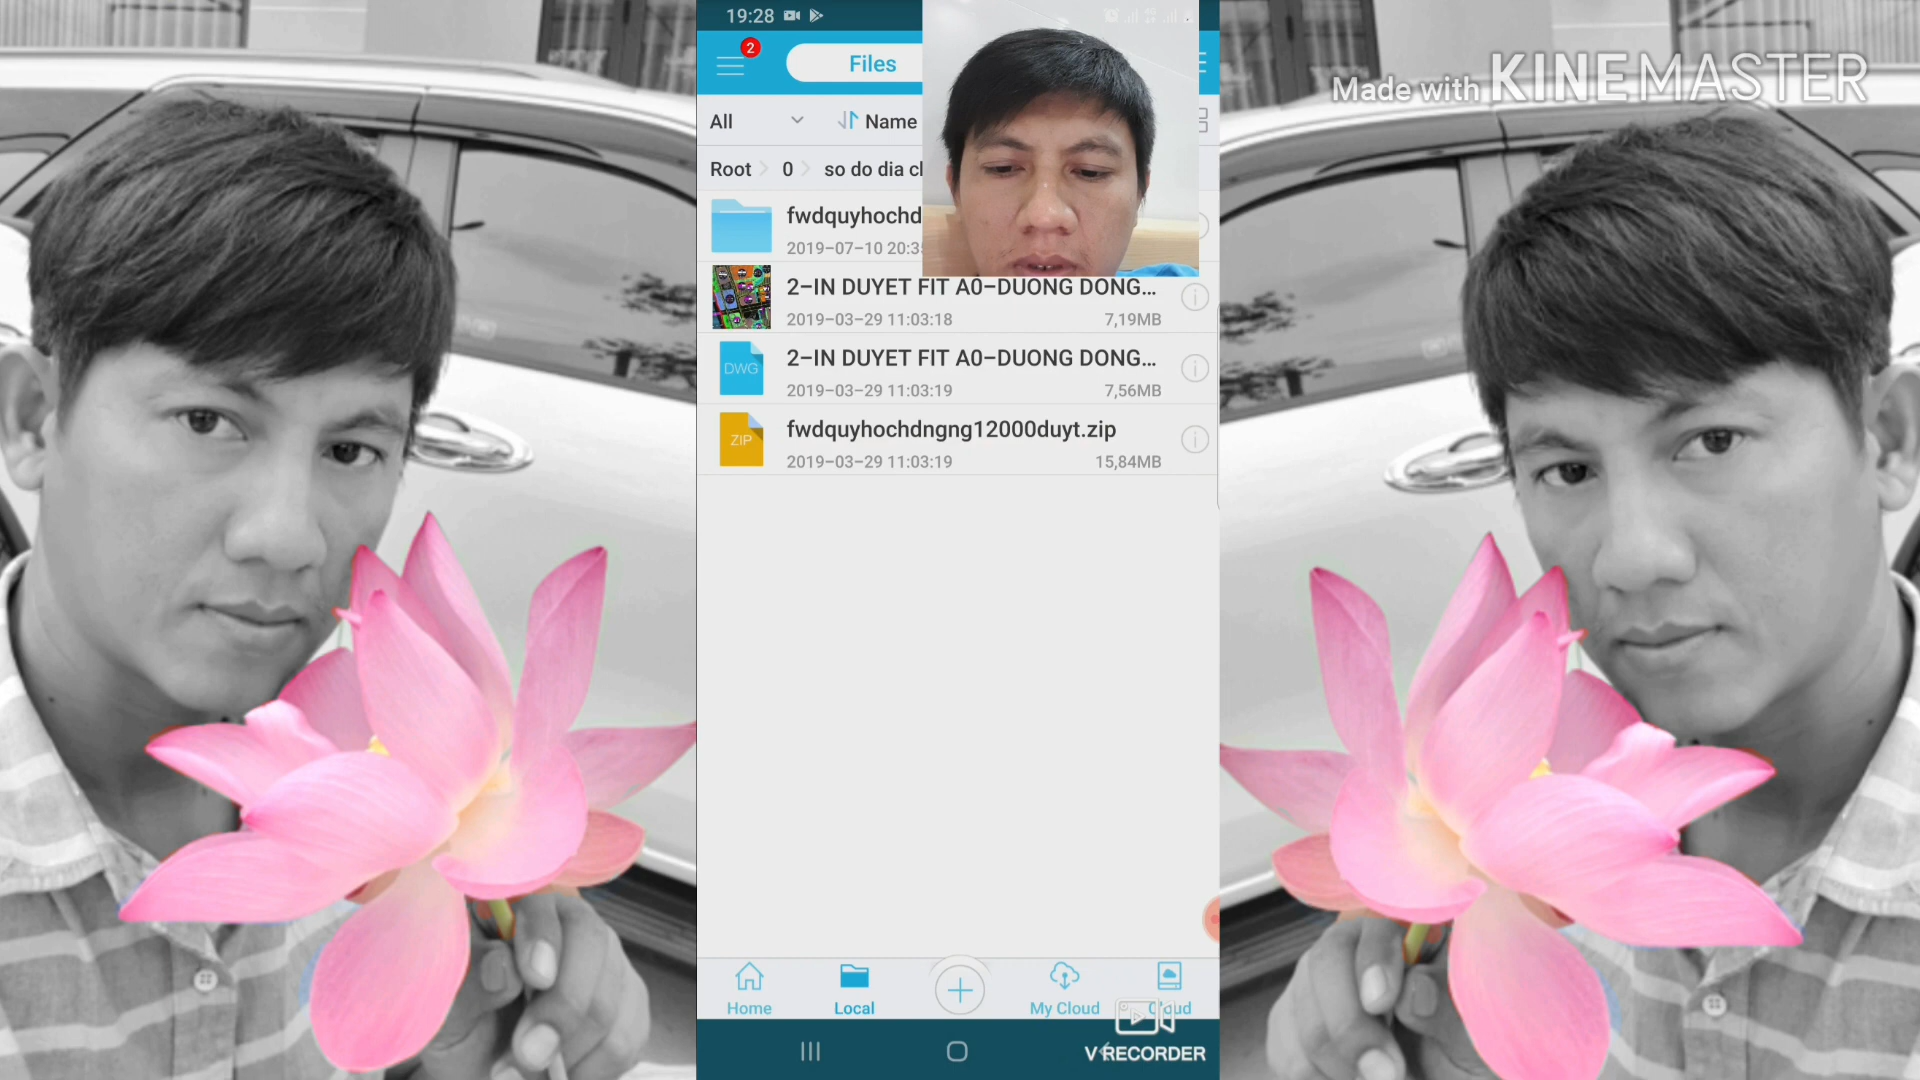 19:28
2
Files
Made with KINEMASTER
All
Name
Root
0
so do dia
fwdquyhochd
2019-07-10 20:3
2-IN DUYET FIT A0-DUONG DONG...
2019-03-29 11:03:18
7,19MB
DWG
2-IN DUYET FIT A0-DUONG DONG...
2019-03-29 11:03:19
7,56MB
ZIP
fwdquyhochdngng12000duyt.zip
2019-03-29 11:03:19
15,84MB
Home
Local
My Cloud
V RECORDER